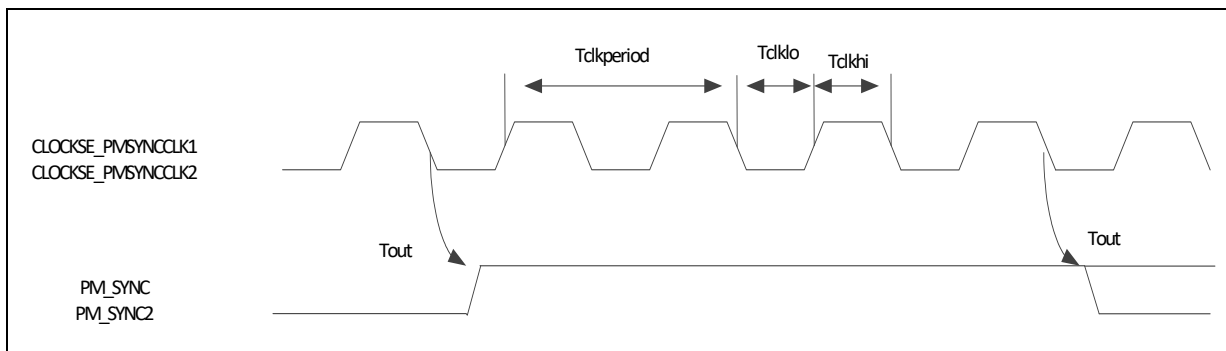 Tclkperiod
Tclklo
Tclkhi
CLOCKSE_PMSYNCCLK1
CLOCKSE_PMSYNCCLK2
Tout
Tout
PM_SYNC
PM_SYNC2